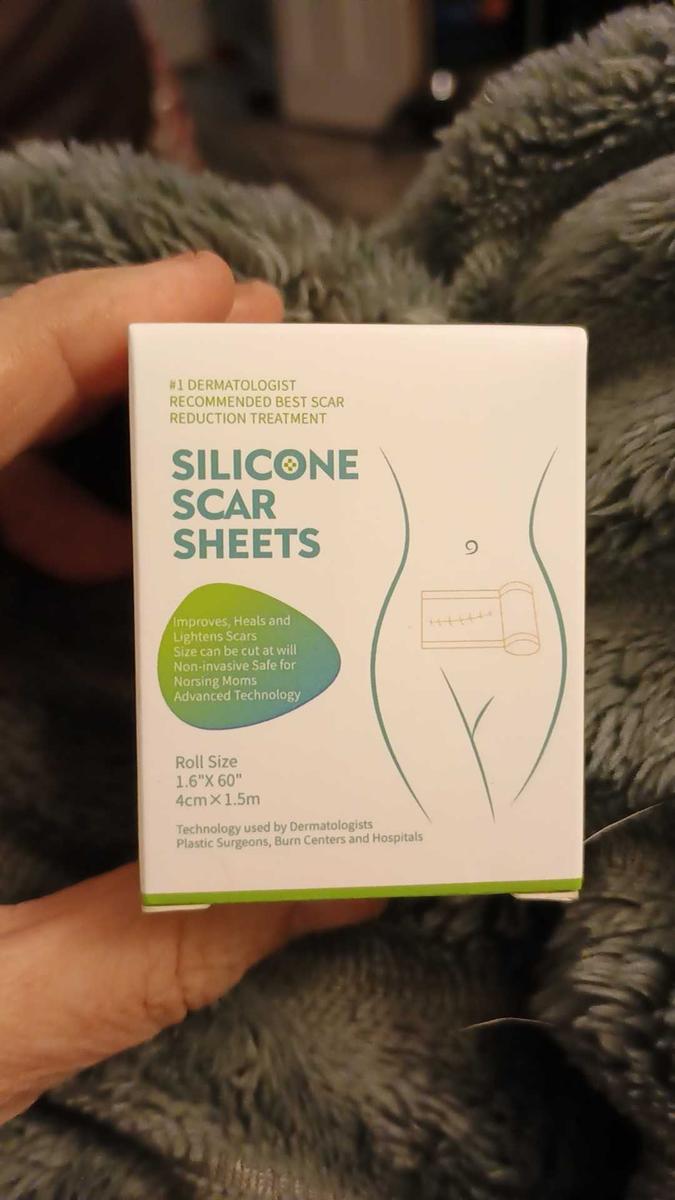 #1 DERMATOLOGIST
RECOMMENDED BEST SCAR
REDUCTION TREATMENT
SILICONE
SCAR
SHEETS
Improves, Heals and
Lightens Scars
Size can be cut at will
Non-invasive Safe for
Norsing Moms
Advanced Technology
Roll Size
1.6"X 60"
4cm×1.5m
Technology used by Dermatologists
Plastic Surgeons, Burn Centers and Hospitals